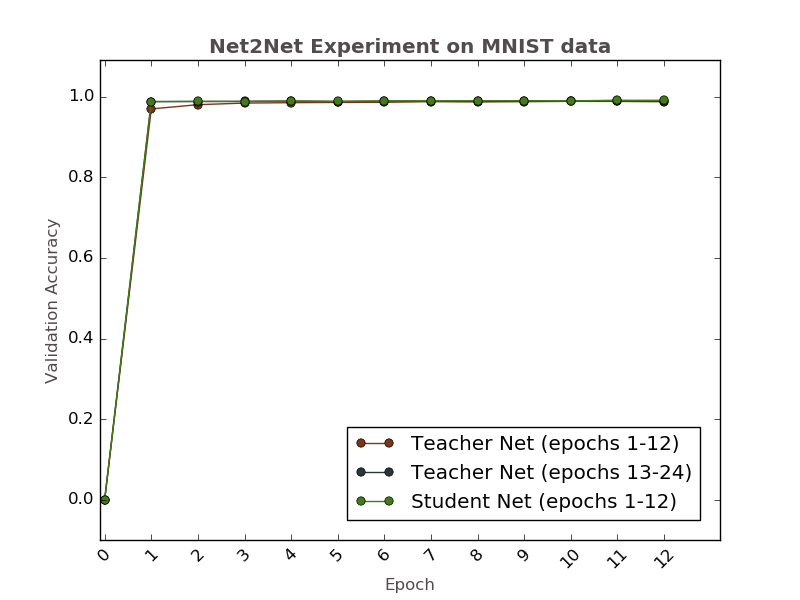 Net2Net Experiment on MNIST data
1.0
0.8
0.6
0.4
0.2
0.0
Validation Accuracy
Teacher Net (epochs 1-12)
Teacher Net (epochs 13-24)
Student Net (epochs 1-12)
0 1 2 3 4 5 6 7 8 9 10 11 12
Epoch